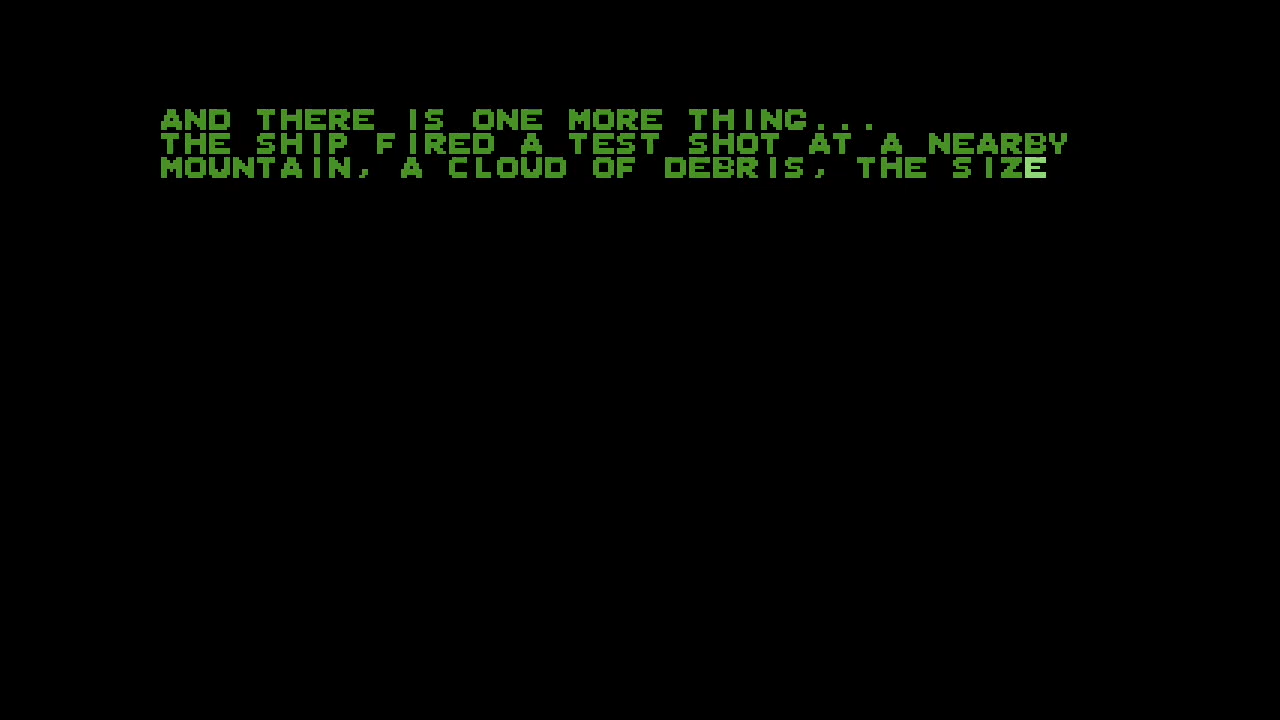 AND THERE IS ONE MORE THING...
THE SHIP FIRED A TEST SHOT AT A NEARBY
MOUNTAIN, A CLOUD OF DEBRIS, THE SIZE